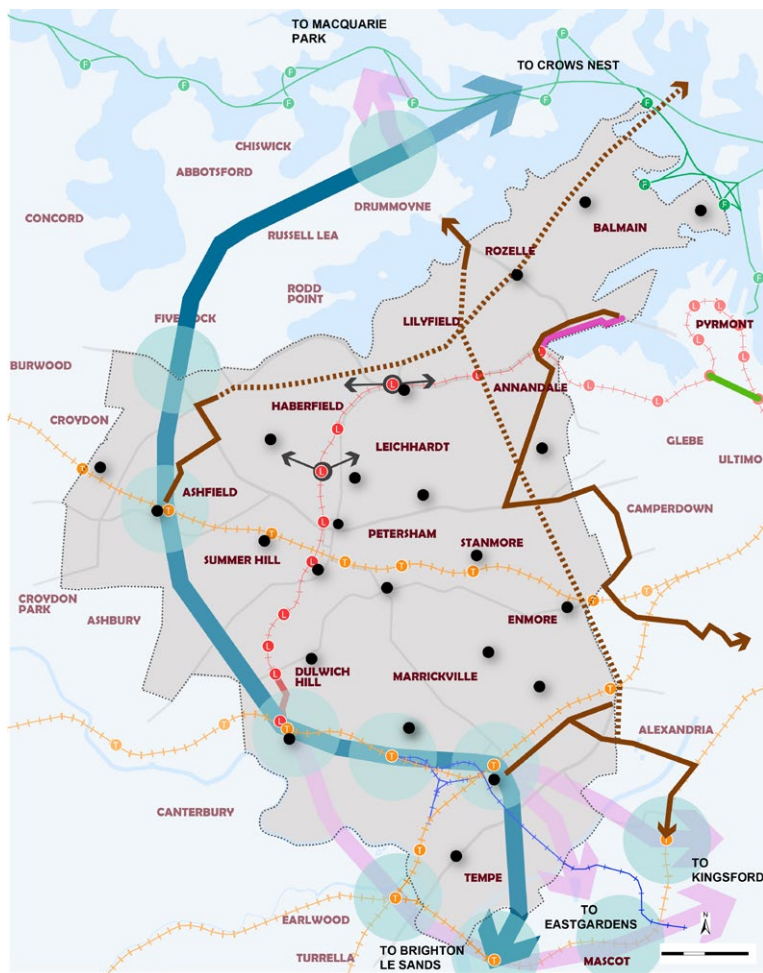 TO MACQUARIE
PARK
TO CROWS NEST
F
F
F
F
F
F
F
F
F
F
CHISWICK
ABBOTSFORD
DRUMMOYNE
CONCORD
RUSSELL LEA
BALMAIN
ROZELLE
RODD
POINT
LILYFIELD
PYRMONT
L
L
L
L
L
L
L
L
L
L
BURWOOD
CROYDON
HABERFIELD
ANNANDALE
LEICHHARDT
GLEBE
ULTIMO
L
L
L
L
L
L
L
L
L
L
T
T
ASHFIELD
CAMPERDOWN
PETERSHAM
STANMORE
SUMMER HILL
T
T
T
T
T
T
CROYDON
PARK
ASHBURY
ENMORE
DULWICH
HILL
MARRICKVILLE
T
T
T
T
ALEXANDRIA
CANTERBURY
T
T
T
TEMPE
TO
KINGSFORD
N
EARLWOOD
TURRELLA
TO BRIGHTON
LE SANDS
TO
EASTGARDENS
MASCOT
T